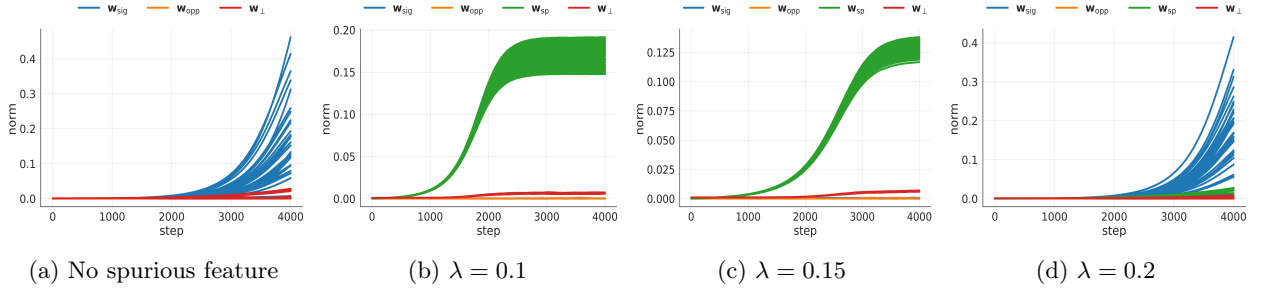 w_sig w_opp w_⊥
norm
0.4
0.3
0.2
0.1
0.0
0 1000 2000 3000 4000
step
(a) No spurious feature
w_sig w_opp w_sp w_⊥
norm
0.20
0.15
0.10
0.05
0.00
0 1000 2000 3000 4000
step
(b) λ = 0.1
w_sig w_opp w_sp w_⊥
norm
0.125
0.100
0.075
0.050
0.025
0.000
0 1000 2000 3000 4000
step
(c) λ = 0.15
w_sig w_opp w_sp w_⊥
norm
0.4
0.3
0.2
0.1
0.0
0 1000 2000 3000 4000
step
(d) λ = 0.2